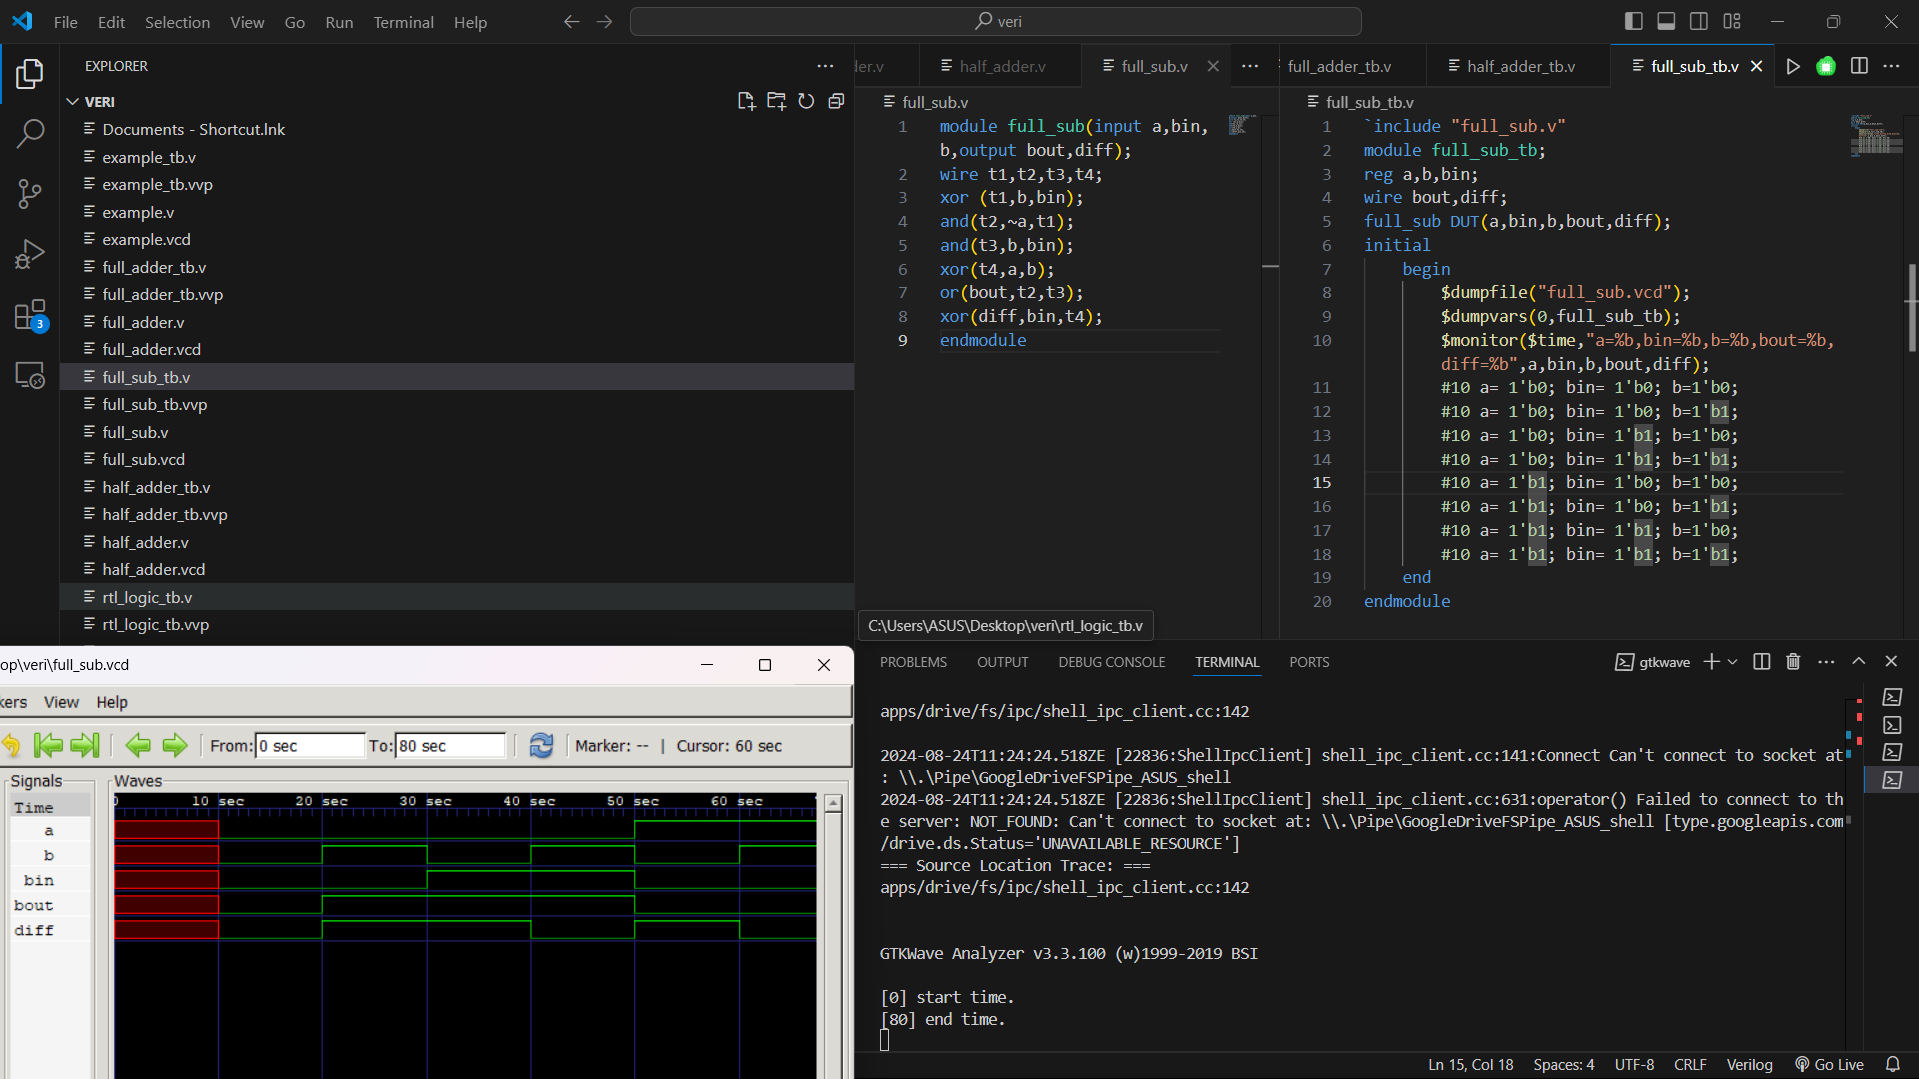 File Edit Selection View Go Run Terminal Help
veri
EXPLORER
VERI
Documents - Shortcut.lnk
example_tb.v
example_tb.vvp
example.v
example.vcd
full_adder_tb.v
full_adder_tb.vvp
full_adder.v
full_adder.vcd
full_sub_tb.v
full_sub_tb.vvp
full_sub.v
full_sub.vcd
half_adder_tb.v
half_adder_tb.vvp
half_adder.v
half_adder.vcd
rtl_logic_tb.v
rtl_logic_tb.vvp
3
ler.v half_adder.v full_sub.v
full_sub.v
1 module full_sub(input a,bin,
b,output bout,diff);
2 wire t1,t2,t3,t4;
3 xor (t1,b,bin);
4 and(t2,~a,t1);
5 and(t3,b,bin);
6 xor(t4,a,b);
7 or(bout,t2,t3);
8 xor(diff,bin,t4);
9 endmodule
full_adder_tb.v half_adder_tb.v full_sub_tb.v
full_sub_tb.v
1 `include "full_sub.v"
2 module full_sub_tb;
3 reg a,b,bin;
4 wire bout,diff;
5 full_sub DUT(a,bin,b,bout,diff);
6 initial
7 begin
8 $dumpfile("full_sub.vcd");
9 $dumpvars(0,full_sub_tb);
10 $monitor($time,"a=%b,bin=%b,b=%b,bout=%b,
diff=%b",a,bin,b,bout,diff);
11 #10 a= 1'b0; bin= 1'b0; b=1'b0;
12 #10 a= 1'b0; bin= 1'b0; b=1'b1;
13 #10 a= 1'b0; bin= 1'b1; b=1'b0;
14 #10 a= 1'b0; bin= 1'b1; b=1'b1;
15 #10 a= 1'b1; bin= 1'b0; b=1'b0;
16 #10 a= 1'b1; bin= 1'b0; b=1'b1;
17 #10 a= 1'b1; bin= 1'b1; b=1'b0;
18 #10 a= 1'b1; bin= 1'b1; b=1'b1;
19 end
20 endmodule
C:\Users\ASUS\Desktop\veri\rtl_logic_tb.v
op\veri\full_sub.vcd
kers View Help
From: 0 sec To: 80 sec Marker: -- | Cursor: 60 sec
Signals Waves
Time
0 10 sec 20 sec 30 sec 40 sec 50 sec 60 sec
a
b
bin
bout
diff
PROBLEMS OUTPUT DEBUG CONSOLE TERMINAL PORTS gtkwave
apps/drive/fs/ipc/shell_ipc_client.cc:142
2024-08-24T11:24:24.518ZE [22836:ShellIpcClient] shell_ipc_client.cc:141:Connect Can't connect to socket at
: \\.\Pipe\GoogleDriveFSPipe_ASUS_shell
2024-08-24T11:24:24.518ZE [22836:ShellIpcClient] shell_ipc_client.cc:631:operator() Failed to connect to th
e server: NOT_FOUND: Can't connect to socket at: \\.\Pipe\GoogleDriveFSPipe_ASUS_shell [type.googleapis.com
/drive.ds.Status='UNAVAILABLE_RESOURCE']
=== Source Location Trace: ===
apps/drive/fs/ipc/shell_ipc_client.cc:142
GTKWave Analyzer v3.3.100 (w)1999-2019 BSI
[0] start time.
[80] end time.
Ln 15, Col 18 Spaces: 4 UTF-8 CRLF Verilog Go Live